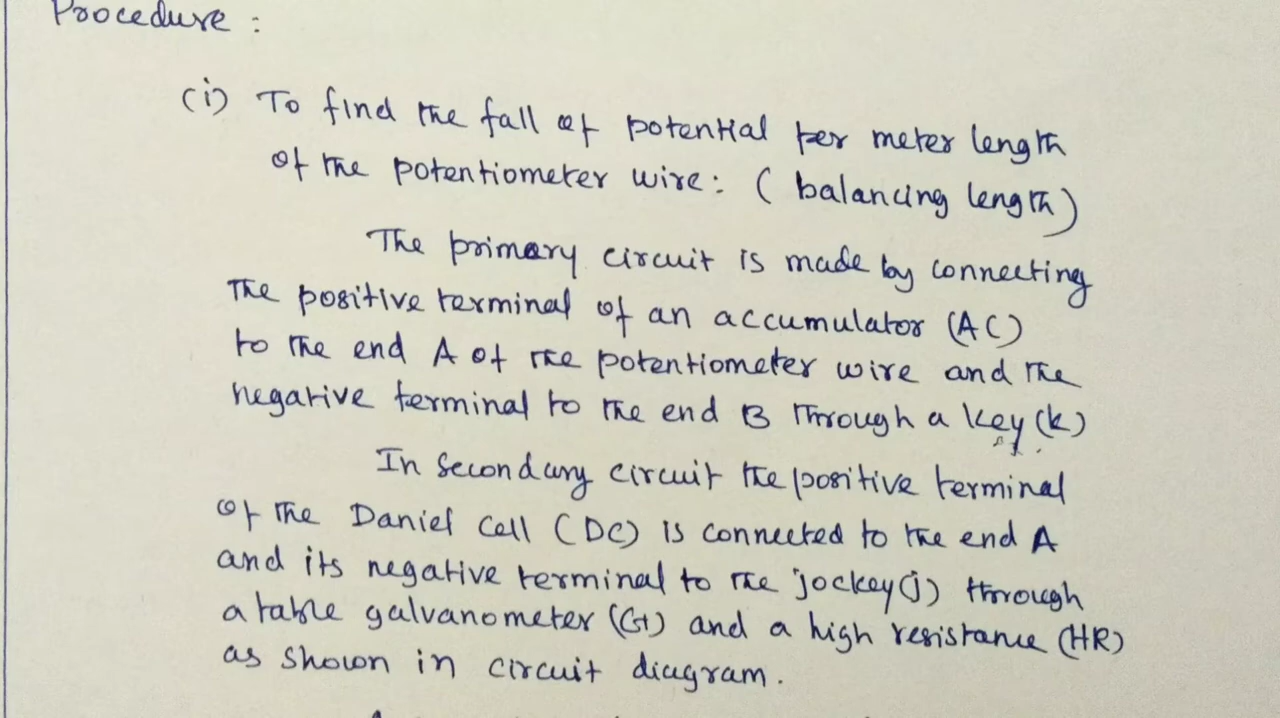 Procedure :
(i) To find the fall of potential per meter length
of the potentiometer wire: ( balancing length)
The primary circuit is made by connecting
The positive terminal of an accumulator (AC)
to the end A of the potentiometer wire and the
negative terminal to the end B through a key (k)
In secondary circuit the positive terminal
of the Daniel Cell (DC) is connected to the end A
and its negative terminal to the jockey(j) through
a table galvanometer (G) and a high resistance (HR)
as shown in circuit diagram.